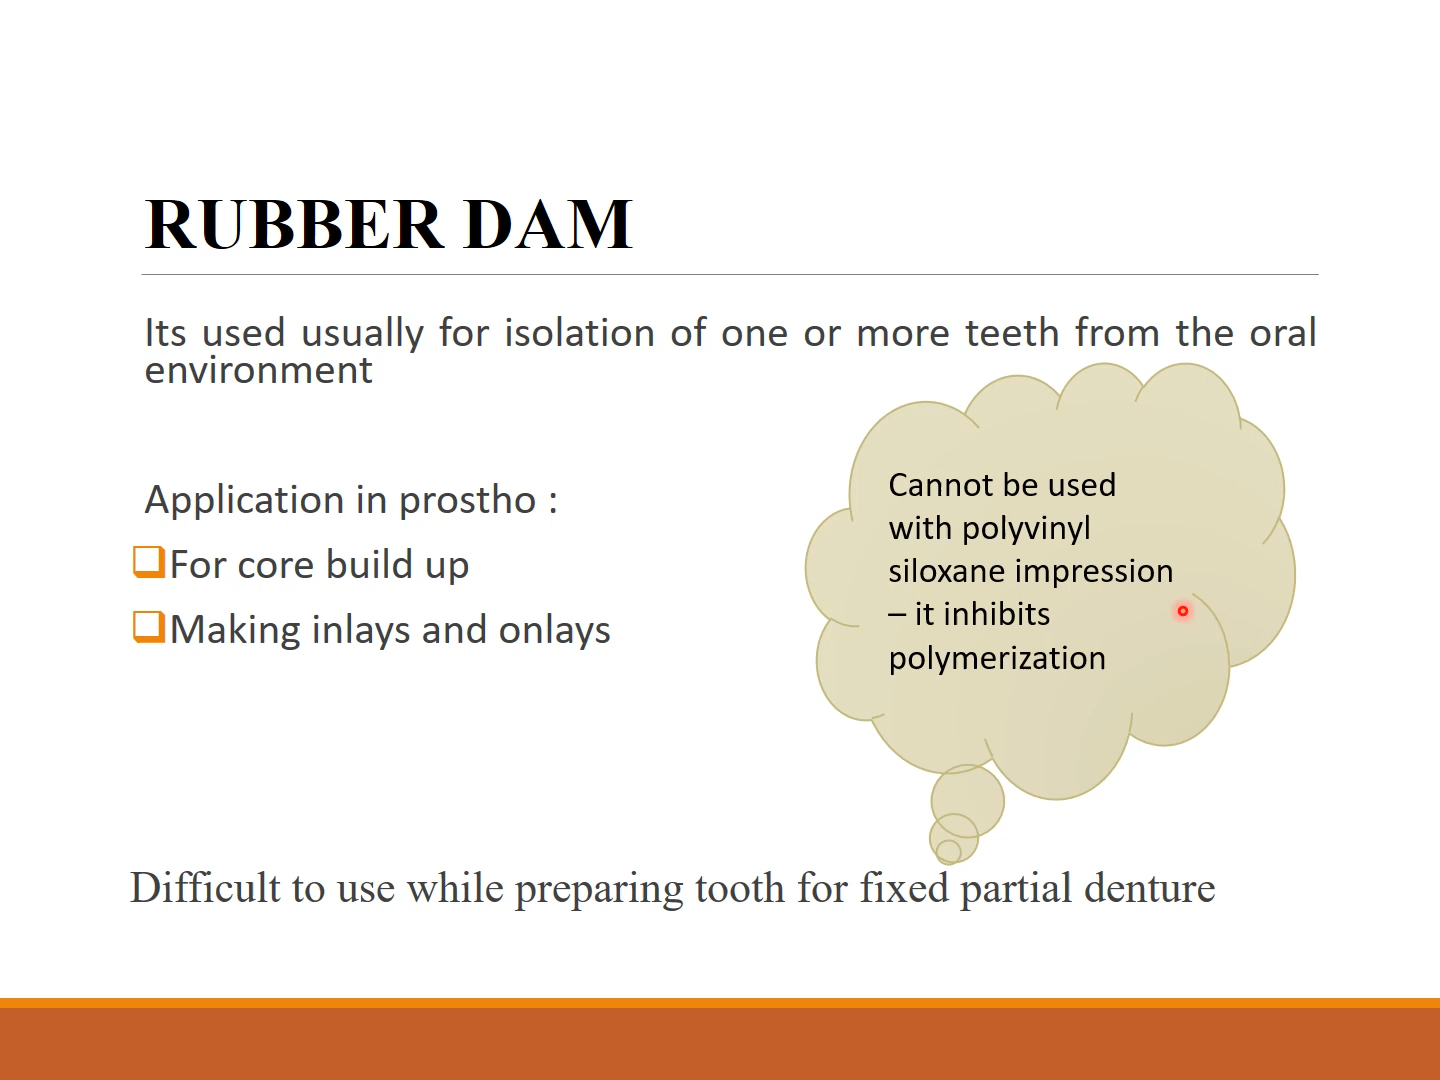 RUBBER DAM
Its used usually for isolation of one or more teeth from the oral
environment
Application in prostho :
For core build up
Making inlays and onlays
Cannot be used
with polyvinyl
siloxane impression
– it inhibits
polymerization
Difficult to use while preparing tooth for fixed partial denture